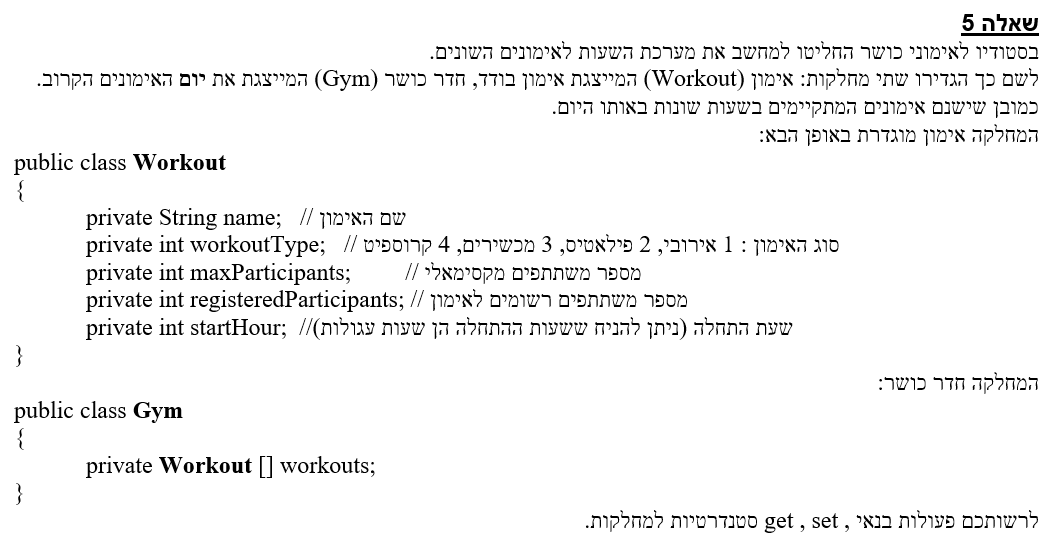 שאלה 5
בסטודיו לאימוני כושר החליטו למחשב את מערכת השעות לאימונים השונים.
לשם כך הגדירו שתי מחלקות: אימון (Workout) המייצגת אימון בודד, חדר כושר (Gym) המייצגת את יום האימונים הקרוב.
כמובן שישנם אימונים המתקיימים בשעות שונות באותו היום.
המחלקה אימון מוגדרת באופן הבא:
public class Workout
{
private String name; // שם האימון
private int workoutType; // סוג האימון : 1 אירובי, 2 פילאטיס, 3 מכשירים, 4 קרוספיט
private int maxParticipants; // מספר משתתפים מקסימאלי
private int registeredParticipants; // מספר משתתפים רשומים לאימון
private int startHour; //(שעת התחלה (ניתן להניח ששעות ההתחלה הן שעות עגולות
}
המחלקה חדר כושר:
public class Gym
{
private Workout [] workouts;
}
לרשותכם פעולות בנאי , get , set סטנדרטיות למחלקות.